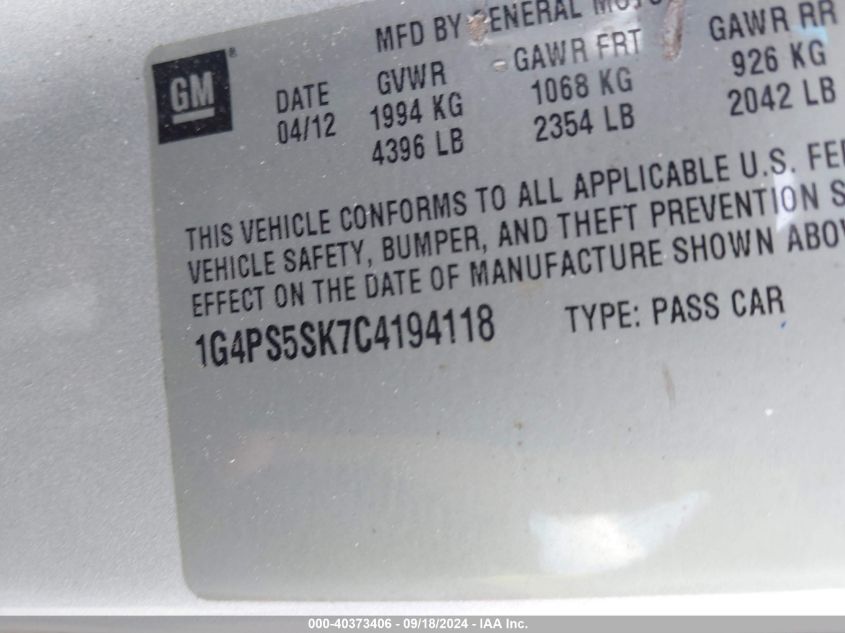 MFD BY GENERAL MOTO
GM ®
DATE
04/12
GVWR
1994 KG
4396 LB
GAWR FRT
1068 KG
2354 LB
GAWR RR
926 KG
2042 LB
THIS VEHICLE CONFORMS TO ALL APPLICABLE U.S. FE
VEHICLE SAFETY, BUMPER, AND THEFT PREVENTION S
EFFECT ON THE DATE OF MANUFACTURE SHOWN ABOV
1G4PS5SK7C4194118
TYPE: PASS CAR
000-40373406 - 09/18/2024 - IAA Inc.